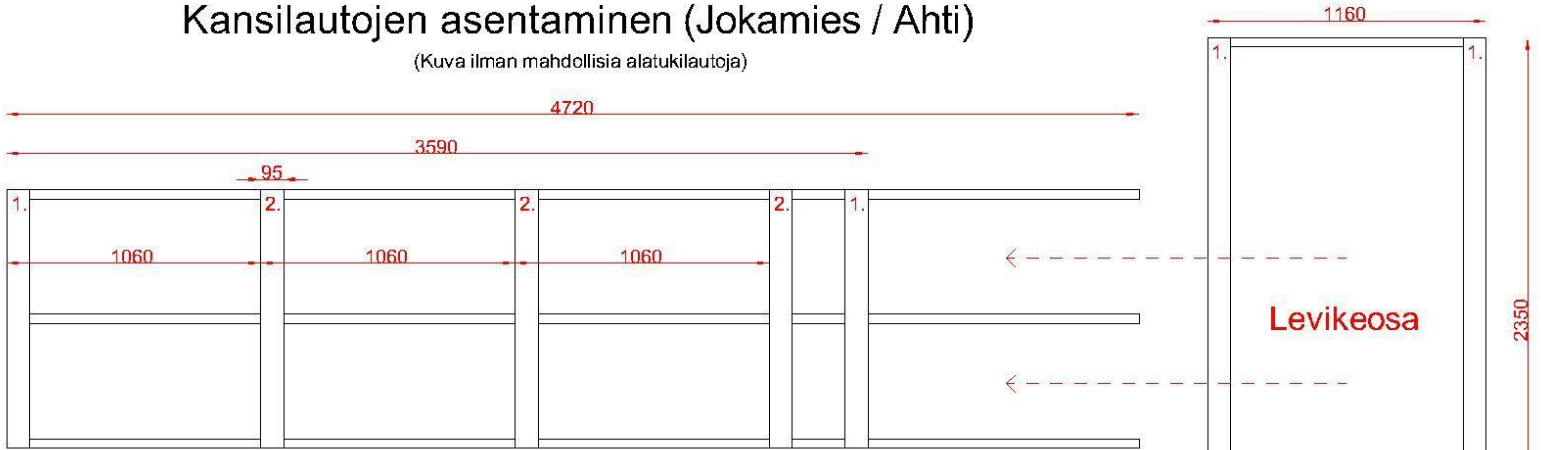 Kansilautojen asentaminen (Jokamies / Ahti)
(Kuva ilman mahdollisia alatukilautoja)
1160
1. 1.
4720
3590
95
1. 2. 2. 2. 1.
1060 1060 1060
Levikeosa
2350